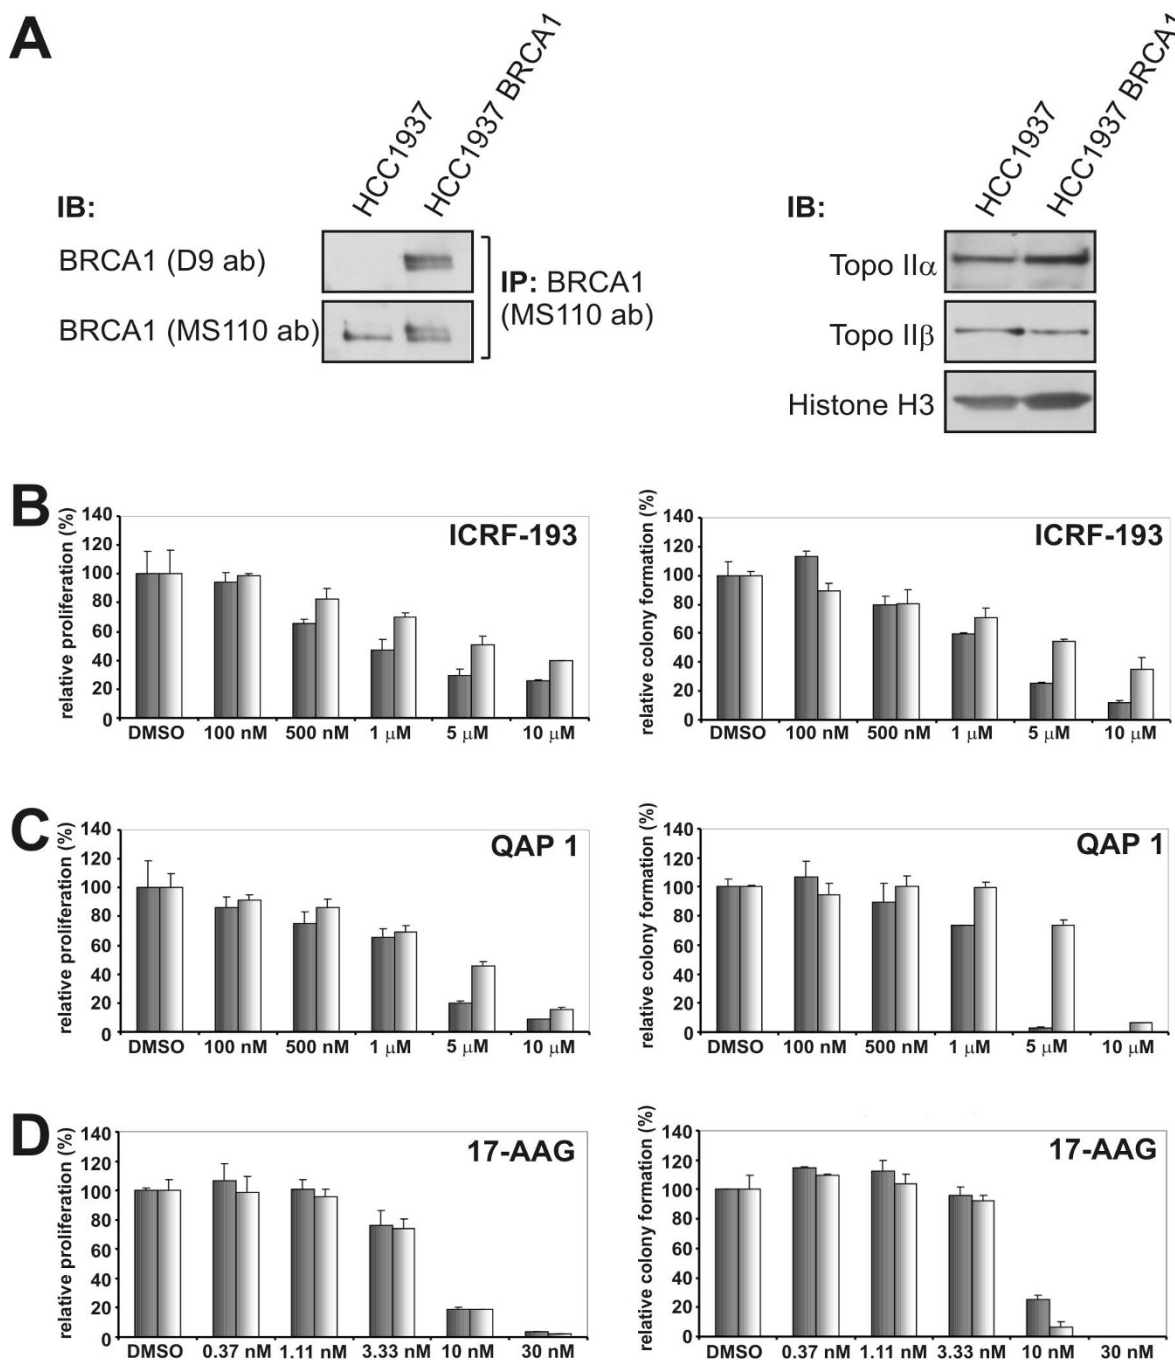 A
HCC1937
HCC1937 BRCA1
IB:
BRCA1 (D9 ab)
BRCA1 (MS110 ab)
IP: BRCA1
(MS110 ab)
HCC1937
HCC1937 BRCA1
IB:
Topo IIα
Topo IIβ
Histone H3
B
relative proliferation (%)
140
120
100
80
60
40
20
0
ICRF-193
DMSO 100 nM 500 nM 1 μM 5 μM 10 μM
relative colony formation (%)
140
120
100
80
60
40
20
0
ICRF-193
DMSO 100 nM 500 nM 1 μM 5 μM 10 μM
C
relative proliferation (%)
140
120
100
80
60
40
20
0
QAP 1
DMSO 100 nM 500 nM 1 μM 5 μM 10 μM
relative colony formation (%)
140
120
100
80
60
40
20
0
QAP 1
DMSO 100 nM 500 nM 1 μM 5 μM 10 μM
D
relative proliferation (%)
140
120
100
80
60
40
20
0
17-AAG
DMSO 0.37 nM 1.11 nM 3.33 nM 10 nM 30 nM
relative colony formation (%)
140
120
100
80
60
40
20
0
17-AAG
DMSO 0.37 nM 1.11 nM 3.33 nM 10 nM 30 nM